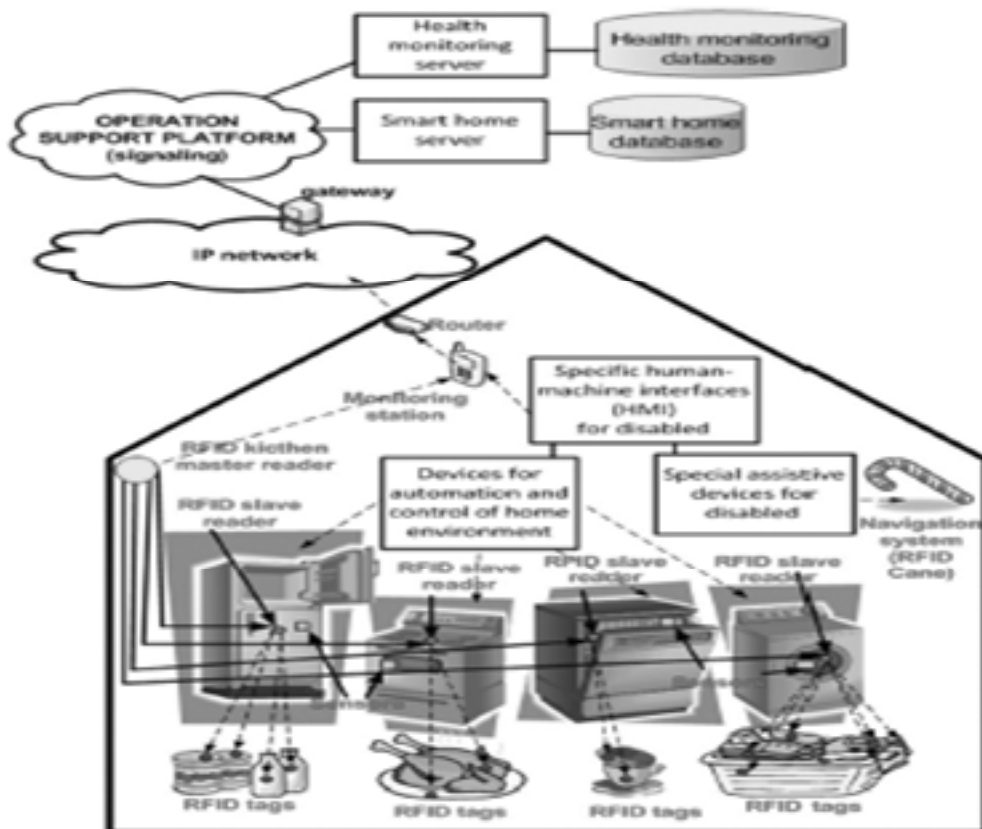 Health
monitoring
server
Health monitoring
database
OPERATION
SUPPORT PLATFORM
(signaling)
Smart home
server
Smart home
database
gateway
IP network
Router
Monitoring
station
Specific human-
machine interfaces
(HMI)
for disabled
RFID kicthen
master reader
Devices for
automation and
control of home
environment
Special assistive
devices for
disabled
Navigation
system
(RFID
Cane)
RFID slave
reader
RFID slave
reader
RFID slave
reader
RFID slave
reader
Sensors
RFID tags
RFID tags
RFID tags
RFID tags